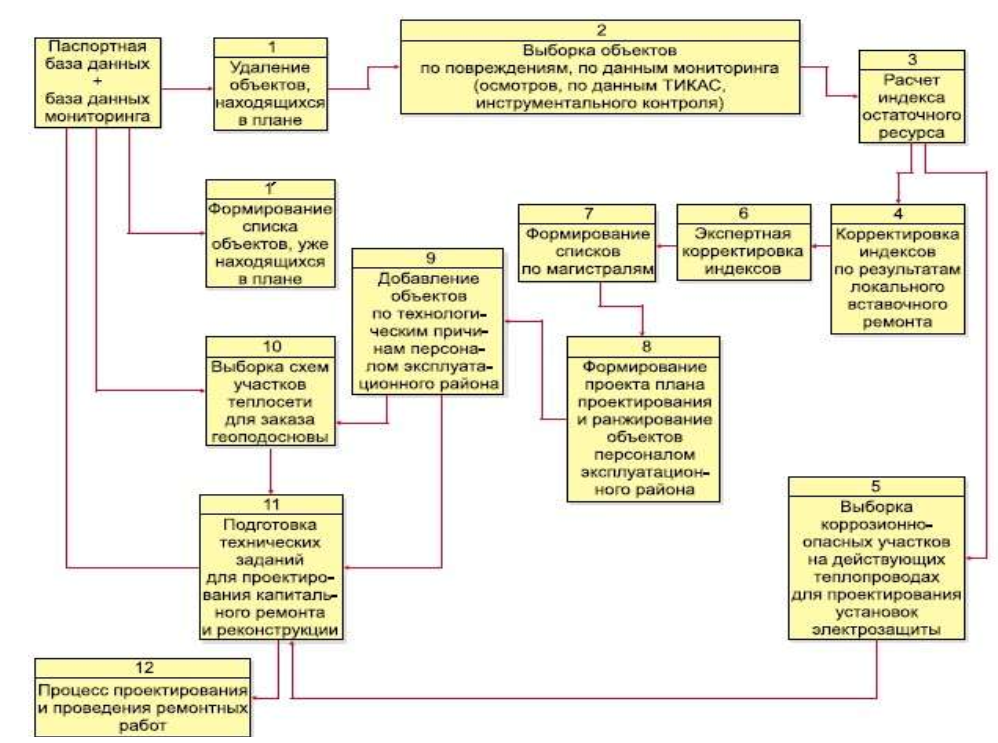 Паспортная
база данных
+
база данных
мониторинга
1
Удаление
объектов,
находящихся
в плане
2
Выборка объектов
по повреждениям, по данным мониторинга
(осмотров, по данным ТИКАС,
инструментального контроля)
3
Расчет
индекса
остаточного
ресурса
1′
Формирование
списка
объектов, уже
находящихся
в плане
9
Добавление
объектов
по технологи-
ческим причи-
нам персона-
лом эксплуата-
ционного района
7
Формирование
списков
по магистралям
6
Экспертная
корректировка
индексов
4
Корректировка
индексов
по результатам
локального
вставочного
ремонта
10
Выборка схем
участков
теплосети
для заказа
геоподосновы
8
Формирование
проекта плана
проектирования
и ранжирование
объектов
персоналом
эксплуатацион-
ного района
11
Подготовка
технических
заданий
для проектиро-
вания капиталь-
ного ремонта
и реконструкции
5
Выборка
коррозионно-
опасных участков
на действующих
теплопроводах
для проектирования
установок
электрозащиты
12
Процесс проектирования
и проведения ремонтных
работ